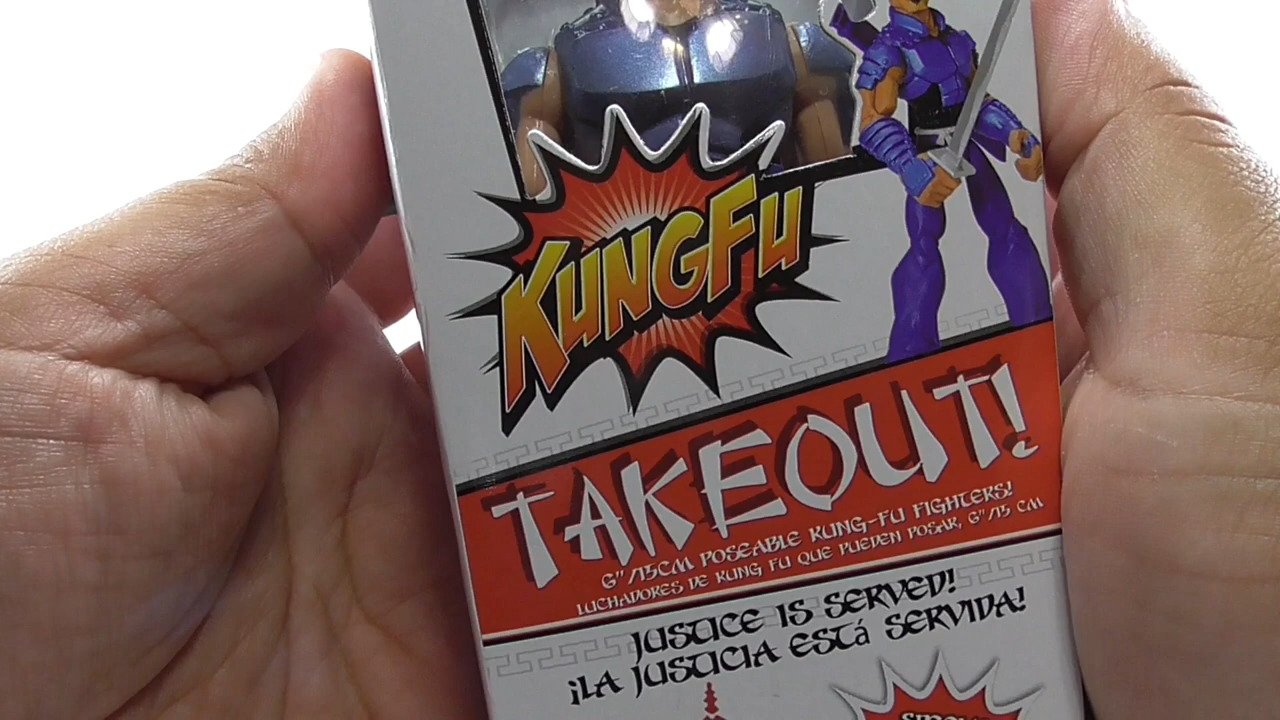 KUNGFU
TAKEOUT!
6"/15CM POSEABLE KUNG-FU FIGHTERS!
LUCHADORES DE KUNG FU QUE PUEDEN POSAR, 6"/15 CM
JUSTICE IS SERVED!
¡LA JUSTICIA ESTá SERVIDA!